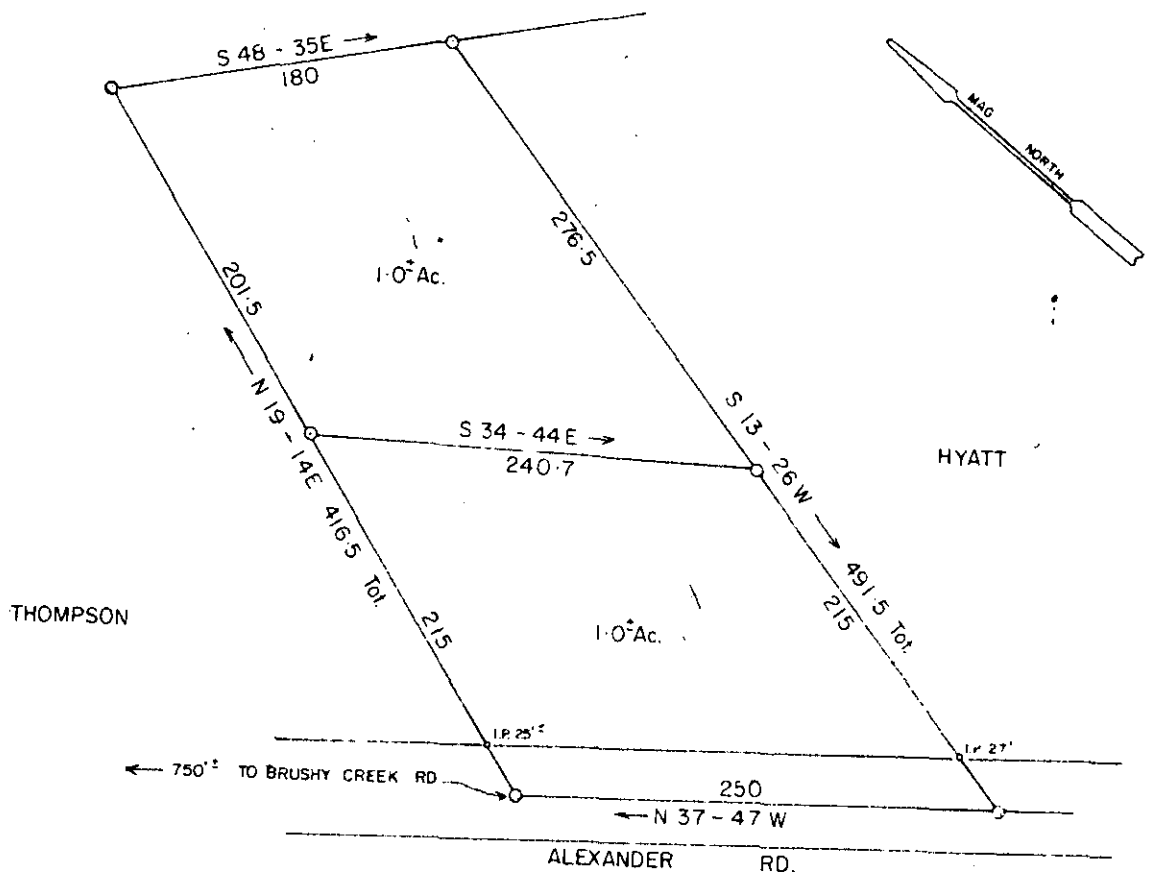 S 48 - 35E →
180
MAG NORTH
276.5
1.0± Ac.
201.5
← N 19 - 14E 416.5 Tot.
S 34 - 44E →
240.7
S 13 - 26 W → 491.5 Tot.
HYATT
THOMPSON
215
1.0± Ac.
215
I.P. 25'±
I.P. 27'
← 750'± TO BRUSHY CREEK RD
250
← N 37 - 47 W
ALEXANDER RD.